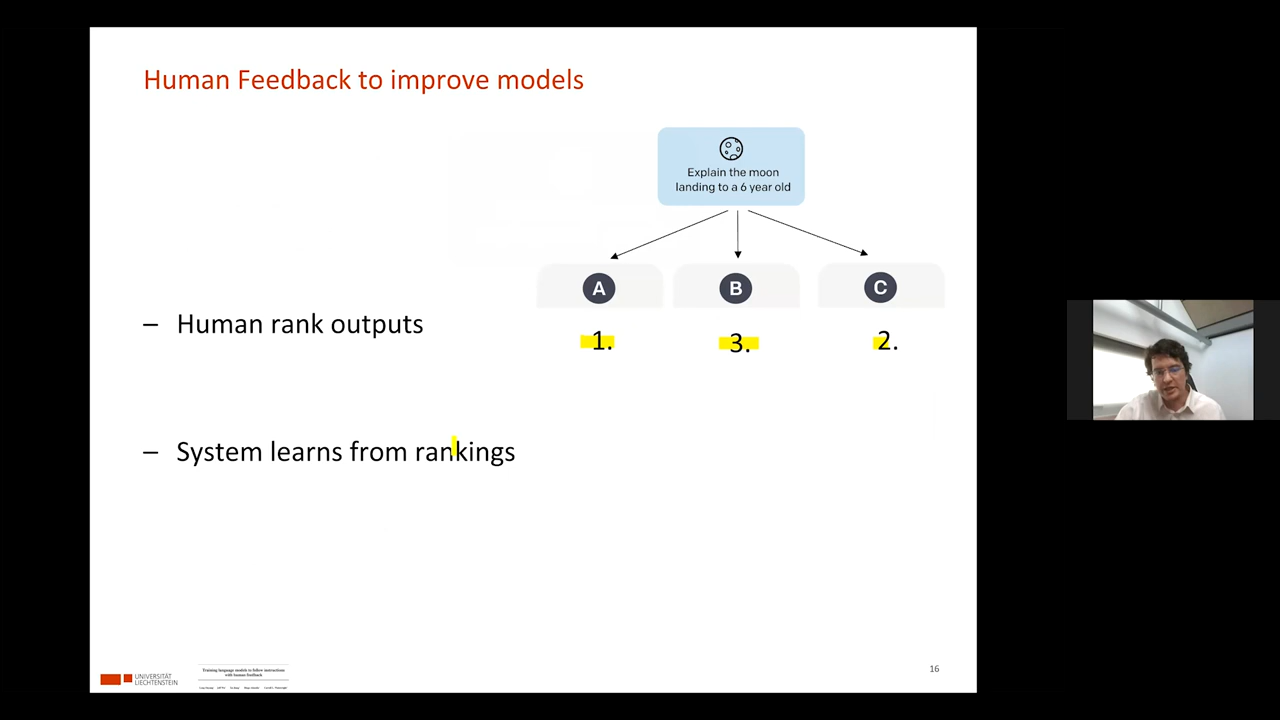 Human Feedback to improve models
Explain the moon
landing to a 6 year old
A B C
– Human rank outputs
1. 3. 2.
– System learns from rankings
UNIVERSITÄT
LIECHTENSTEIN
Training language models to follow instructions
with human feedback
16